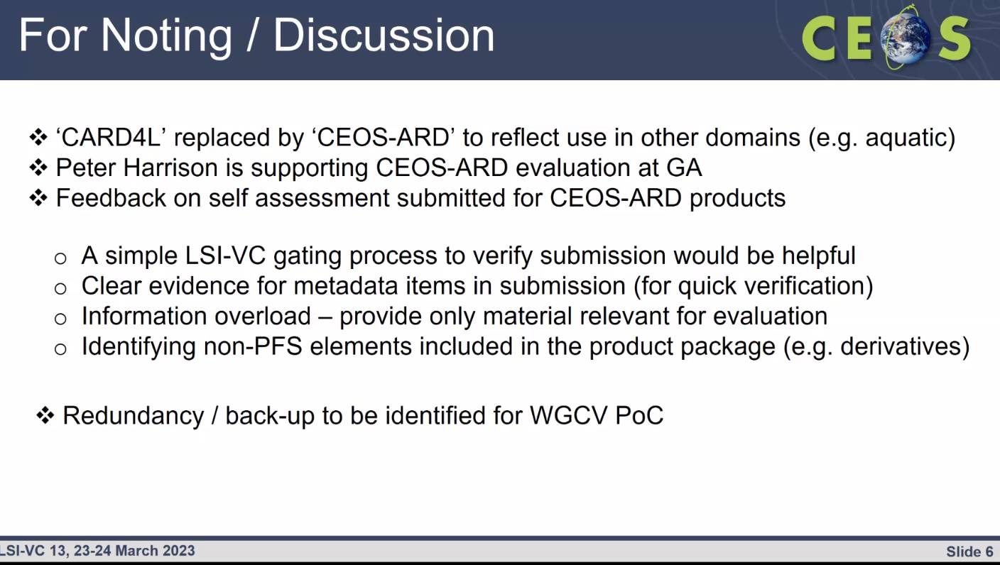 For Noting / Discussion
CEOS
❖ ‘CARD4L’ replaced by ‘CEOS-ARD’ to reflect use in other domains (e.g. aquatic)
❖ Peter Harrison is supporting CEOS-ARD evaluation at GA
❖ Feedback on self assessment submitted for CEOS-ARD products
o A simple LSI-VC gating process to verify submission would be helpful
o Clear evidence for metadata items in submission (for quick verification)
o Information overload – provide only material relevant for evaluation
o Identifying non-PFS elements included in the product package (e.g. derivatives)
❖ Redundancy / back-up to be identified for WGCV PoC
LSI-VC 13, 23-24 March 2023
Slide 6